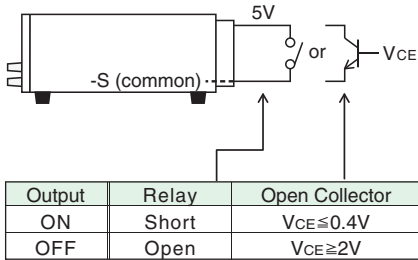 5V
or
VCE
-S (common)
Output Relay Open Collector
ON Short VCE≦0.4V
OFF Open VCE≧2V